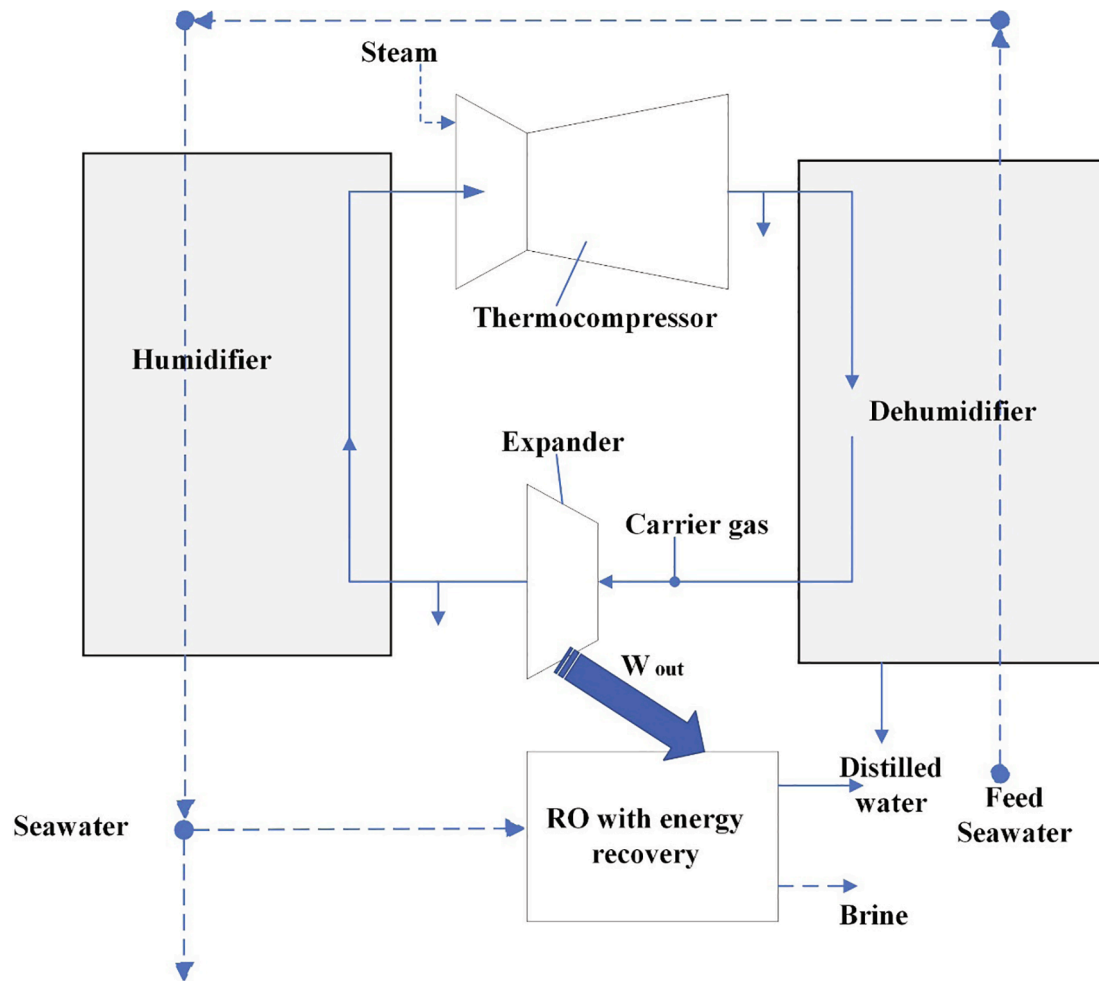 Steam
Thermocompressor
Humidifier
Dehumidifier
Expander
Carrier gas
W out
Distilled
water
Feed
Seawater
Seawater
RO with energy
recovery
Brine